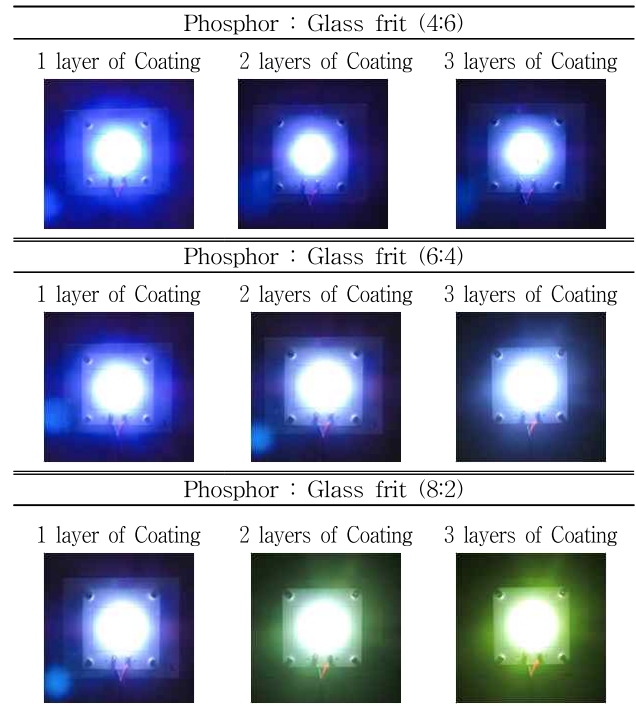 Phosphor : Glass frit (4:6)
1 layer of Coating 2 layers of Coating 3 layers of Coating
Phosphor : Glass frit (6:4)
1 layer of Coating 2 layers of Coating 3 layers of Coating
Phosphor : Glass frit (8:2)
1 layer of Coating 2 layers of Coating 3 layers of Coating